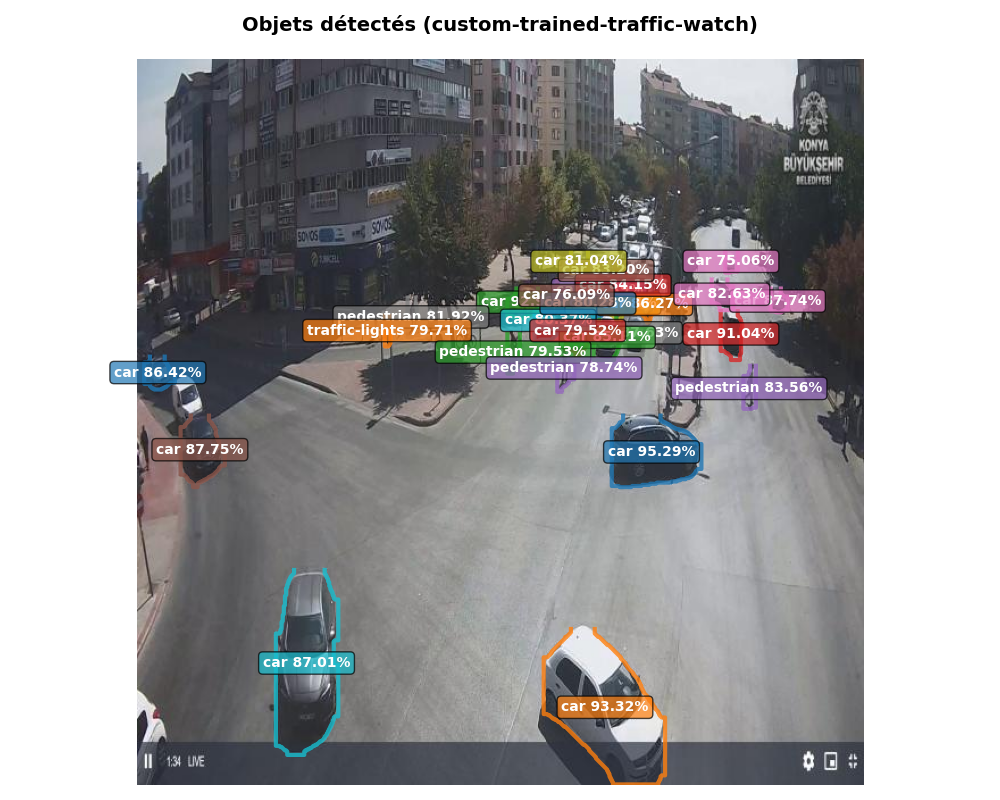 Objets détectés (custom-trained-traffic-watch)
KONYA
BÜYÜKŞEHİR
BELEDİYESİ
SOVOS
SOVOS
TURKCELL
car 81.04%
car 75.06%
car 76.09%
car 82.63%
pedestrian 81.92%
traffic-lights 79.71%
car 79.52%
car 91.04%
pedestrian 79.53%
pedestrian 78.74%
car 86.42%
pedestrian 83.56%
car 87.75%
car 95.29%
car 87.01%
car 93.32%
1:34 LIVE